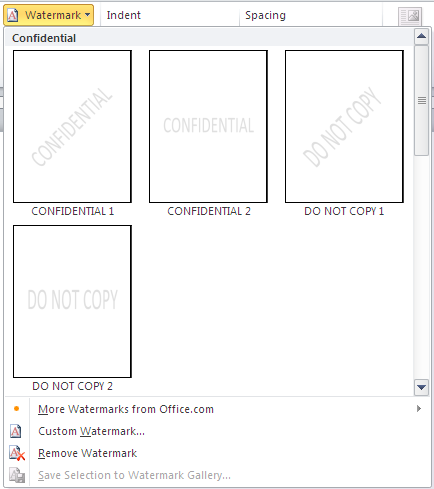 Watermark Indent Spacing
Confidential
CONFIDENTIAL CONFIDENTIAL DO NOT COPY
CONFIDENTIAL 1 CONFIDENTIAL 2 DO NOT COPY 1
DO NOT COPY
DO NOT COPY 2
More Watermarks from Office.com
Custom Watermark...
Remove Watermark
Save Selection to Watermark Gallery...